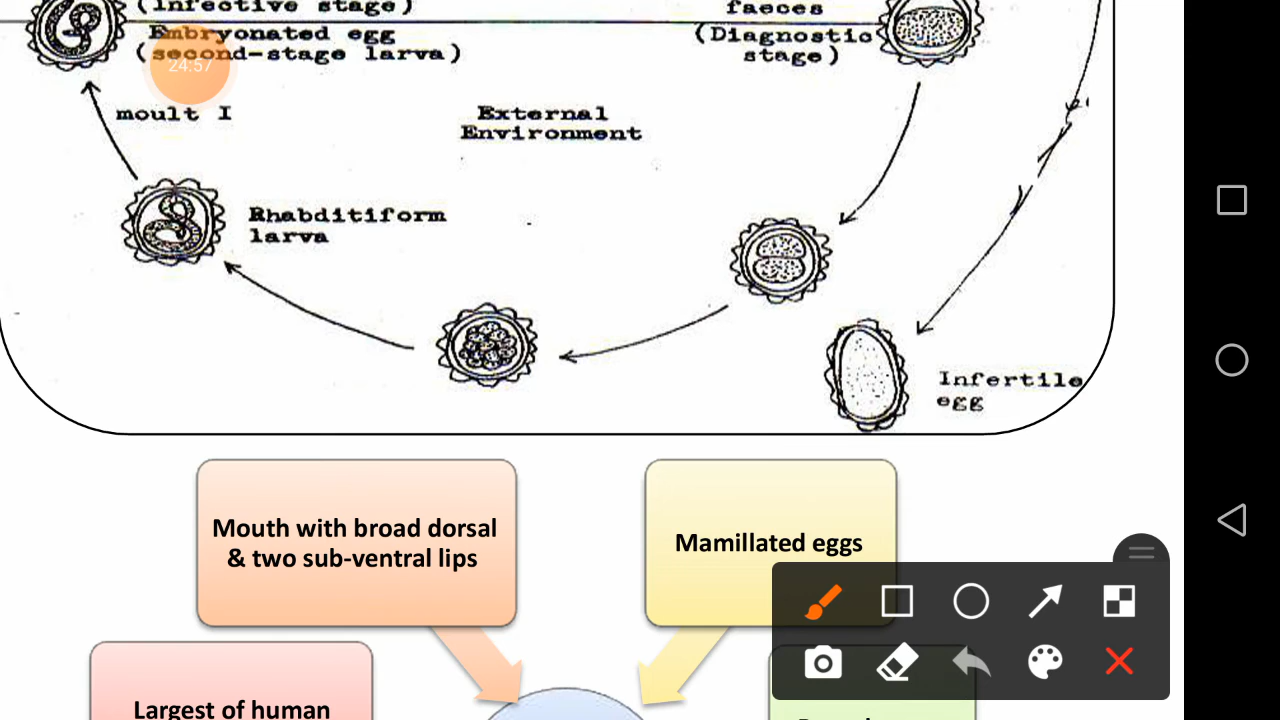 (Infective stage)
Embryonated egg
(second-stage larva)
faeces
(Diagnostic
stage)
24:57
moult I
External
Environment
Rhabditiform
larva
Infertile
egg
Mouth with broad dorsal
& two sub-ventral lips
Mamillated eggs
Largest of human